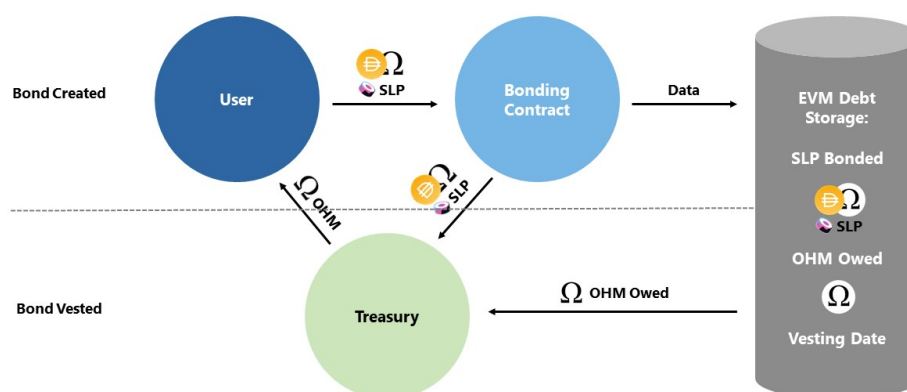 Bond Created
User
Ω
SLP
Bonding
Contract
Data
EVM Debt
Storage:
SLP Bonded
Ω
SLP
OHM Owed
Ω
Vesting Date
Ω
SLP
Ω OHM
Bond Vested
Treasury
Ω OHM Owed